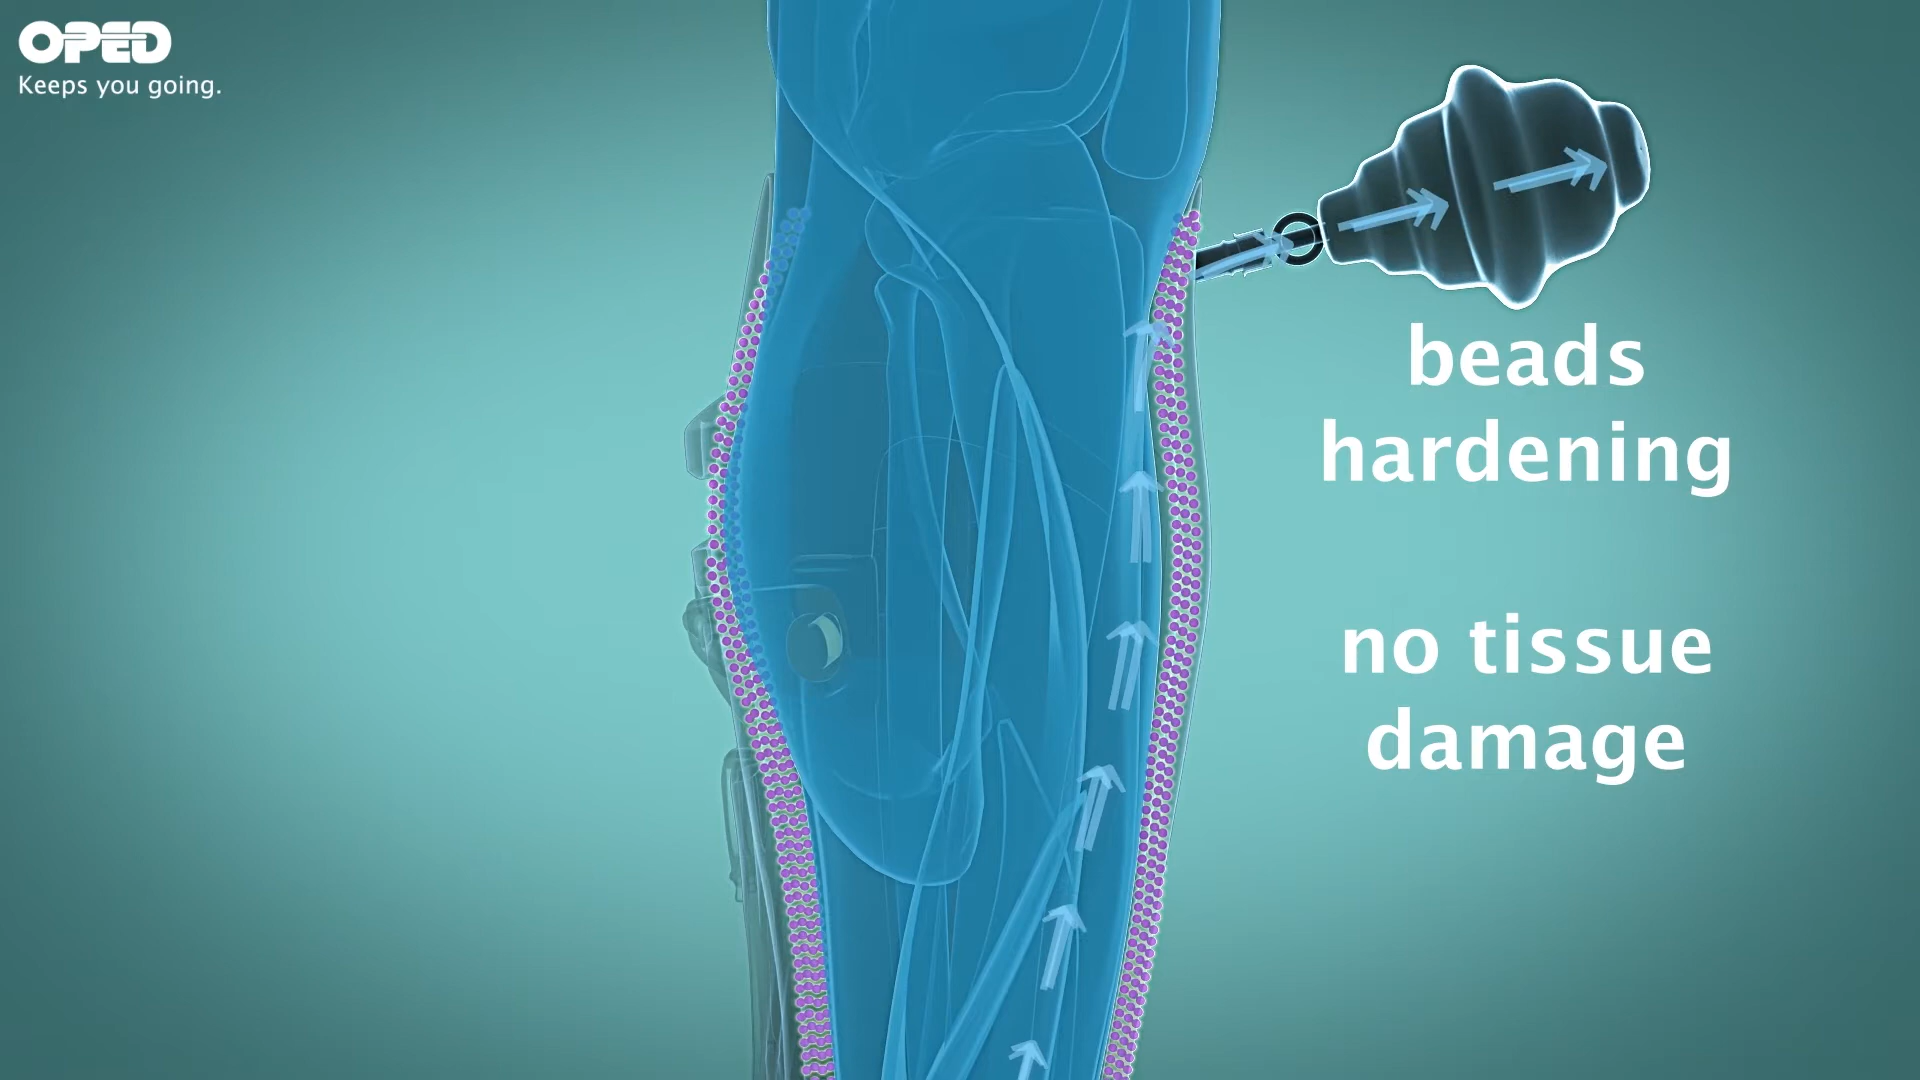 OPED
Keeps you going.
beads
hardening
no tissue
damage